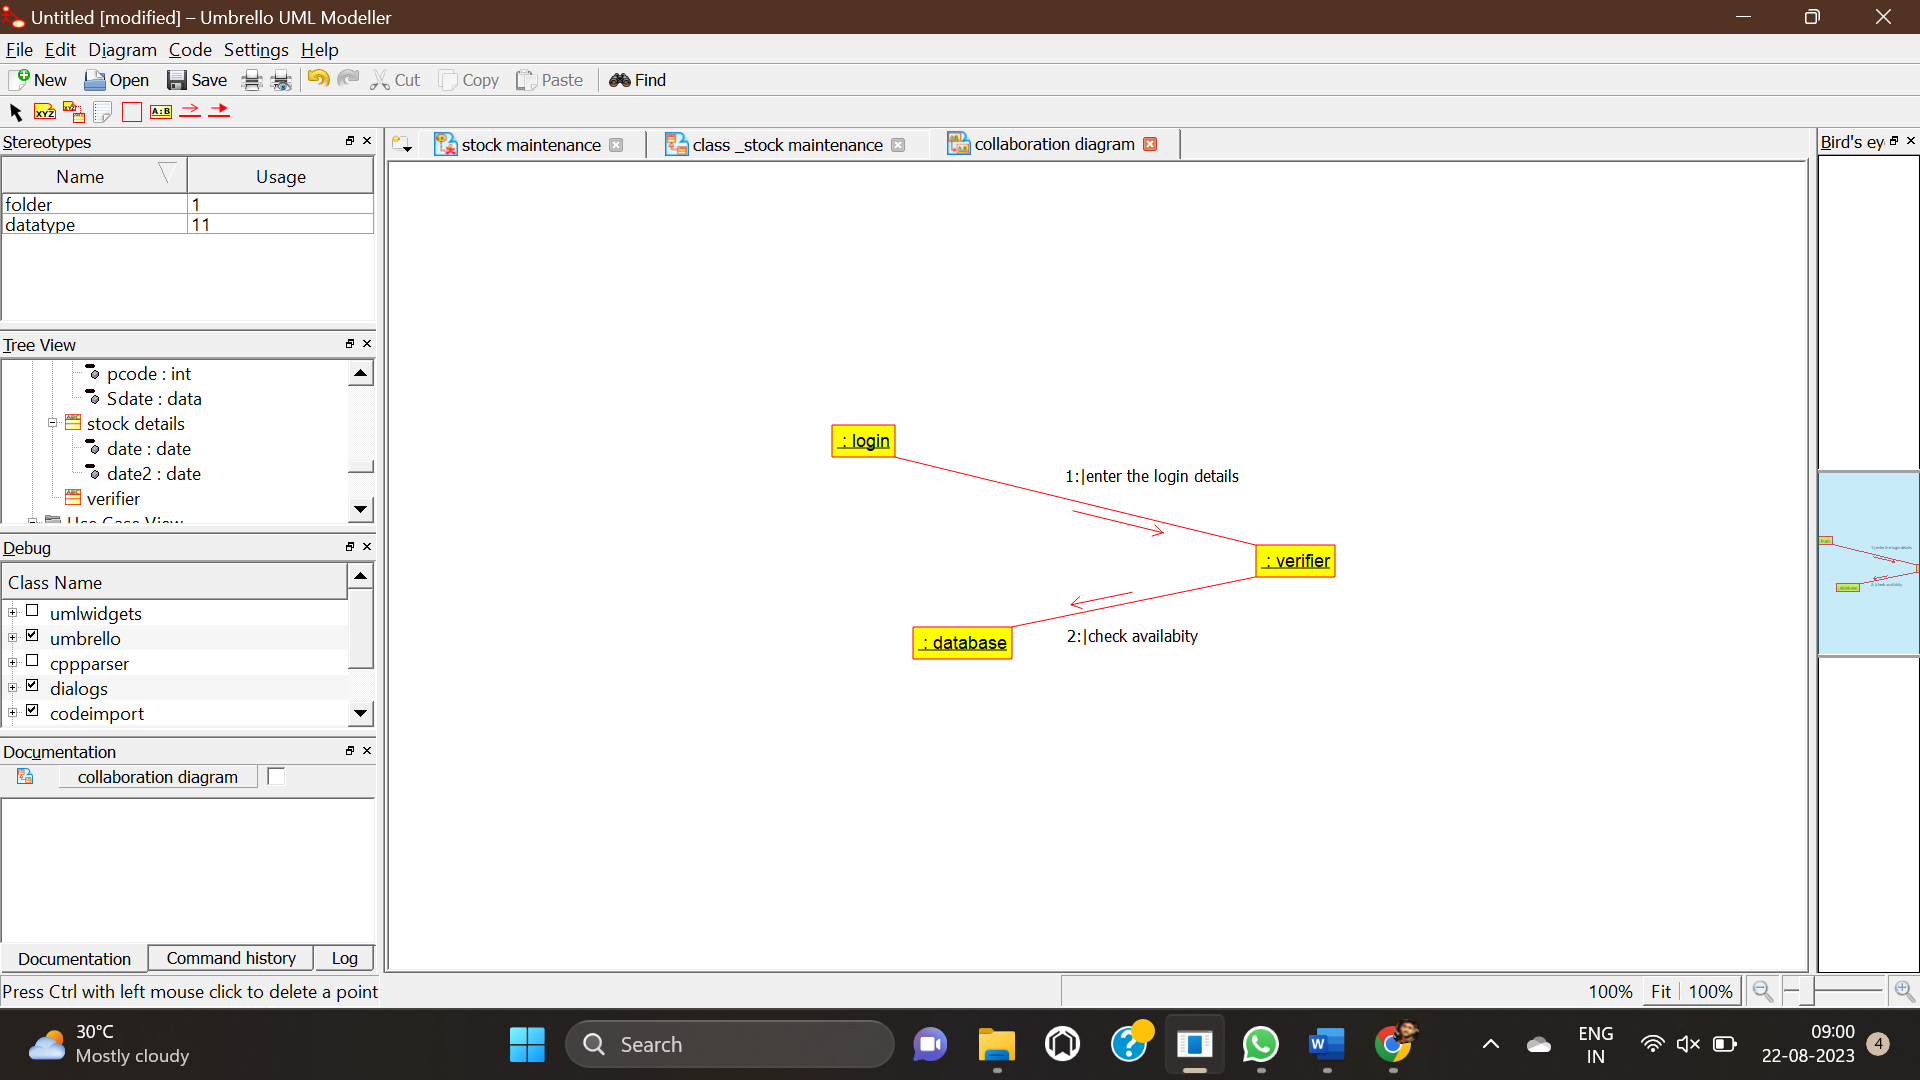 Untitled [modified] – Umbrello UML Modeller
File Edit Diagram Code Settings Help
New Open Save Cut Copy Paste Find
XYZ XYZ A:B
Stereotypes
Name Usage
folder 1
datatype 11
Tree View
pcode : int
Sdate : data
stock details
date : date
date2 : date
verifier
Use Case View
Debug
Class Name
umlwidgets
umbrello
cppparser
dialogs
codeimport
Documentation
collaboration diagram
Documentation Command history Log
Press Ctrl with left mouse click to delete a point
stock maintenance class _stock maintenance collaboration diagram
: login
1:|enter the login details
: verifier
2:|check availabity
: database
Bird's ey
100% Fit 100%
30°C
Mostly cloudy
Search
ENG
IN
09:00
22-08-2023
4